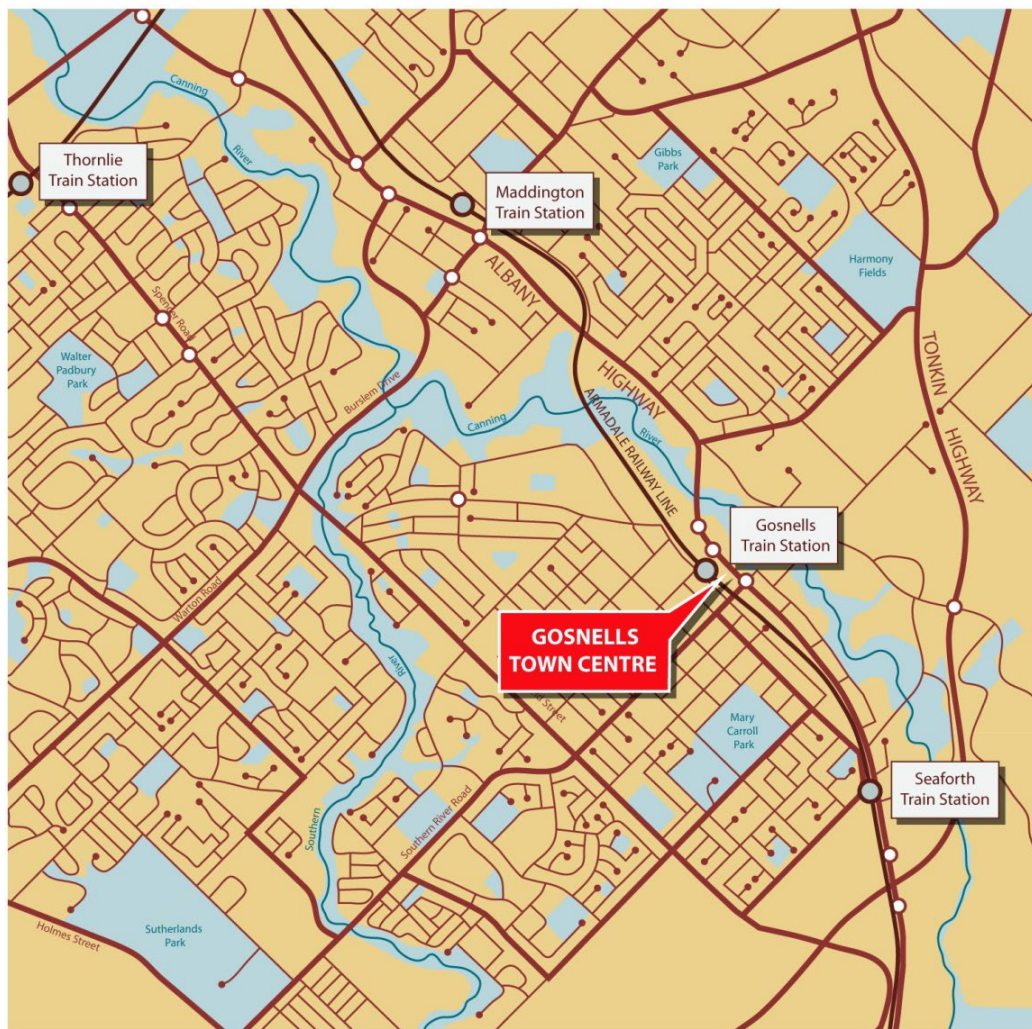 Canning
River
Thornlie
Train Station
Maddington
Train Station
Gibbs
Park
Harmony
Fields
ALBANY
HIGHWAY
TONKIN
HIGHWAY
Spencer Road
Walter
Padbury
Park
Burslem Drive
Canning
River
ARMADALE RAILWAY LINE
Gosnells
Train Station
Warton Road
GOSNELLS
TOWN CENTRE
River
Street
Mary
Carroll
Park
Seaforth
Train Station
Southern River Road
Southern
Sutherlands
Park
Holmes Street